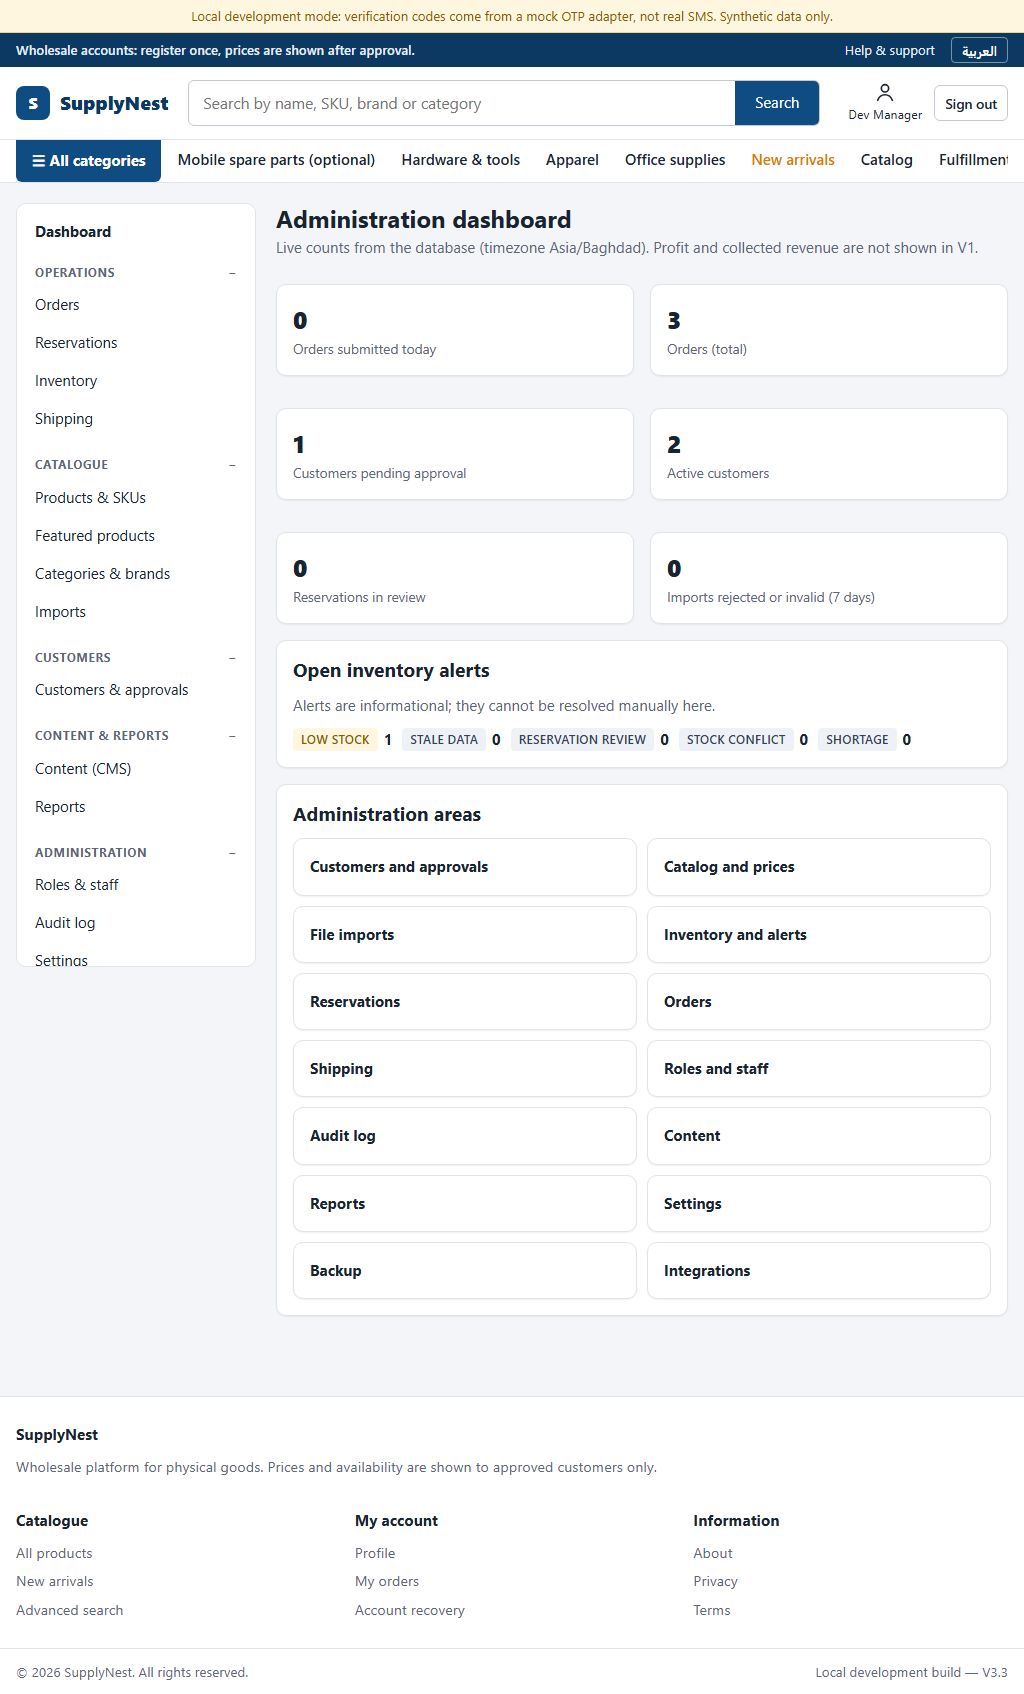 Local development mode: verification codes come from a mock OTP adapter, not real SMS. Synthetic data only.
Wholesale accounts: register once, prices are shown after approval.
Help & support
العربية
S
SupplyNest
Search by name, SKU, brand or category
Search
Dev Manager
Sign out
☰ All categories
Mobile spare parts (optional)
Hardware & tools
Apparel
Office supplies
New arrivals
Catalog
Fulfillment
Dashboard
OPERATIONS –
Orders
Reservations
Inventory
Shipping
CATALOGUE –
Products & SKUs
Featured products
Categories & brands
Imports
CUSTOMERS –
Customers & approvals
CONTENT & REPORTS –
Content (CMS)
Reports
ADMINISTRATION –
Roles & staff
Audit log
Settings
Administration dashboard
Live counts from the database (timezone Asia/Baghdad). Profit and collected revenue are not shown in V1.
0
Orders submitted today
3
Orders (total)
1
Customers pending approval
2
Active customers
0
Reservations in review
0
Imports rejected or invalid (7 days)
Open inventory alerts
Alerts are informational; they cannot be resolved manually here.
LOW STOCK 1 STALE DATA 0 RESERVATION REVIEW 0 STOCK CONFLICT 0 SHORTAGE 0
Administration areas
Customers and approvals
Catalog and prices
File imports
Inventory and alerts
Reservations
Orders
Shipping
Roles and staff
Audit log
Content
Reports
Settings
Backup
Integrations
SupplyNest
Wholesale platform for physical goods. Prices and availability are shown to approved customers only.
Catalogue
All products
New arrivals
Advanced search
My account
Profile
My orders
Account recovery
Information
About
Privacy
Terms
© 2026 SupplyNest. All rights reserved.
Local development build — V3.3